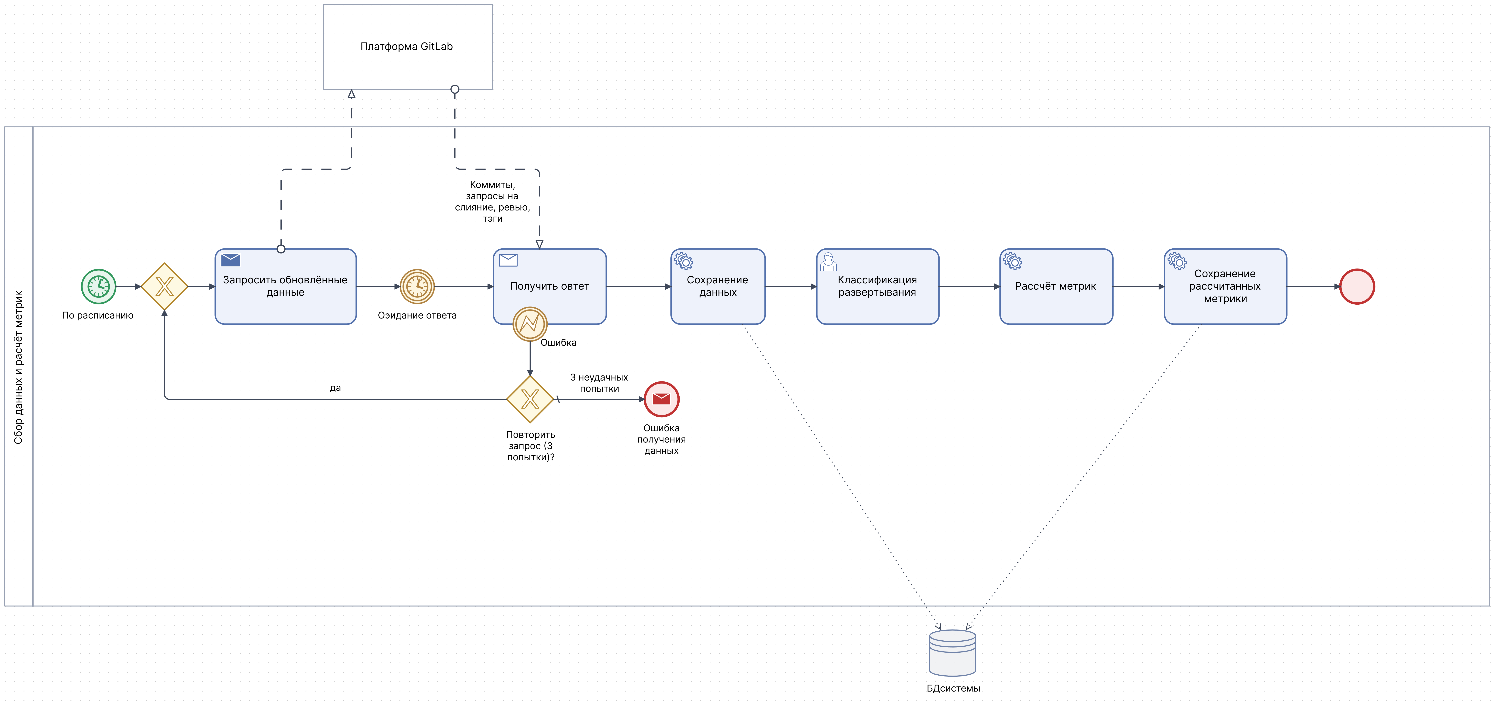 Платформа GitLab
Сбор данных и расчёт метрик
Коммиты,
запросы на
слияние, ревью,
тэги
По расписанию
Запросить обновлённые
данные
Ожидание ответа
Получить овтет
Ошибка
Сохранение
данных
Классификация
развертывания
Рассчёт метрик
Сохранение
рассчитанных
метрики
да
3 неудачных
попытки
Повторить
запрос (3
попытки)?
Ошибка
получения
данных
БДсистемы